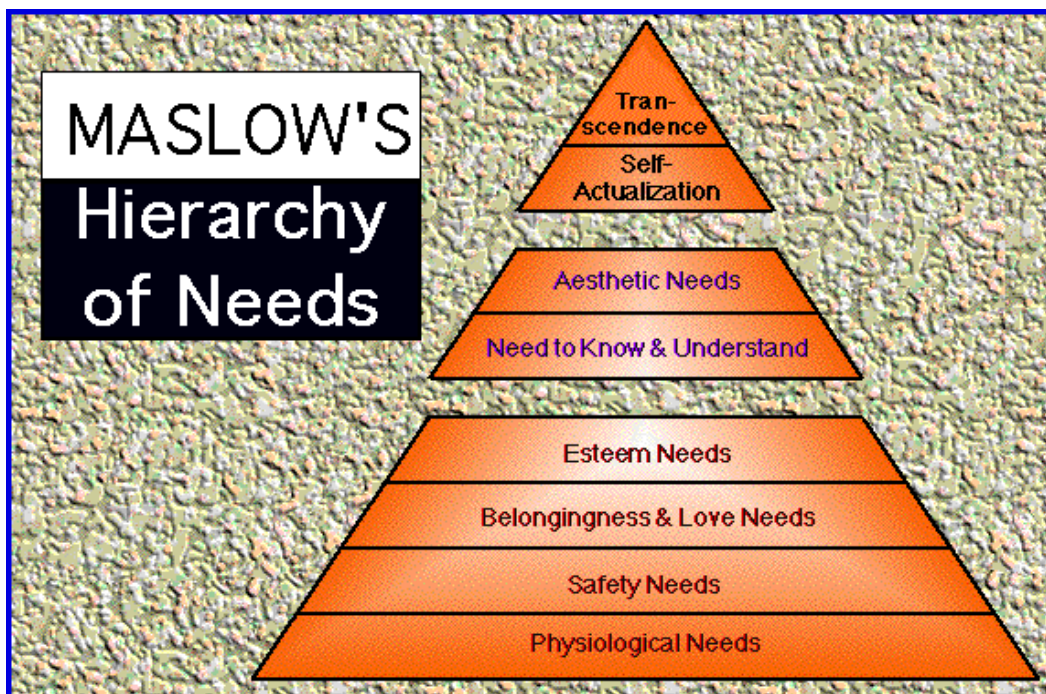 MASLOW'S
Hierarchy
of Needs
Tran-
scendence
Self-
Actualization
Aesthetic Needs
Need to Know & Understand
Esteem Needs
Belongingness & Love Needs
Safety Needs
Physiological Needs